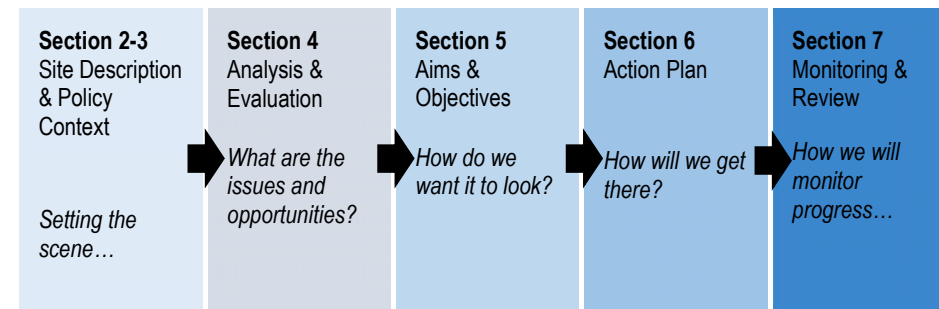 Section 2-3
Site Description
& Policy
Context
Setting the
scene…
Section 4
Analysis &
Evaluation
What are the
issues and
opportunities?
Section 5
Aims &
Objectives
How do we
want it to look?
Section 6
Action Plan
How will we get
there?
Section 7
Monitoring &
Review
How we will
monitor
progress…